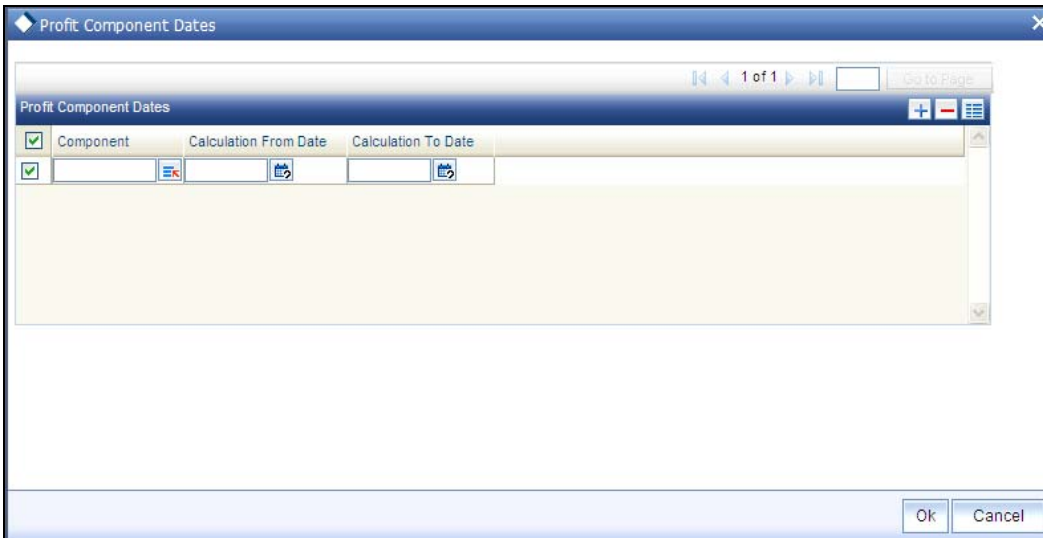 Profit Component Dates
1 of 1 Go to Page
Profit Component Dates
Component Calculation From Date Calculation To Date
Ok Cancel